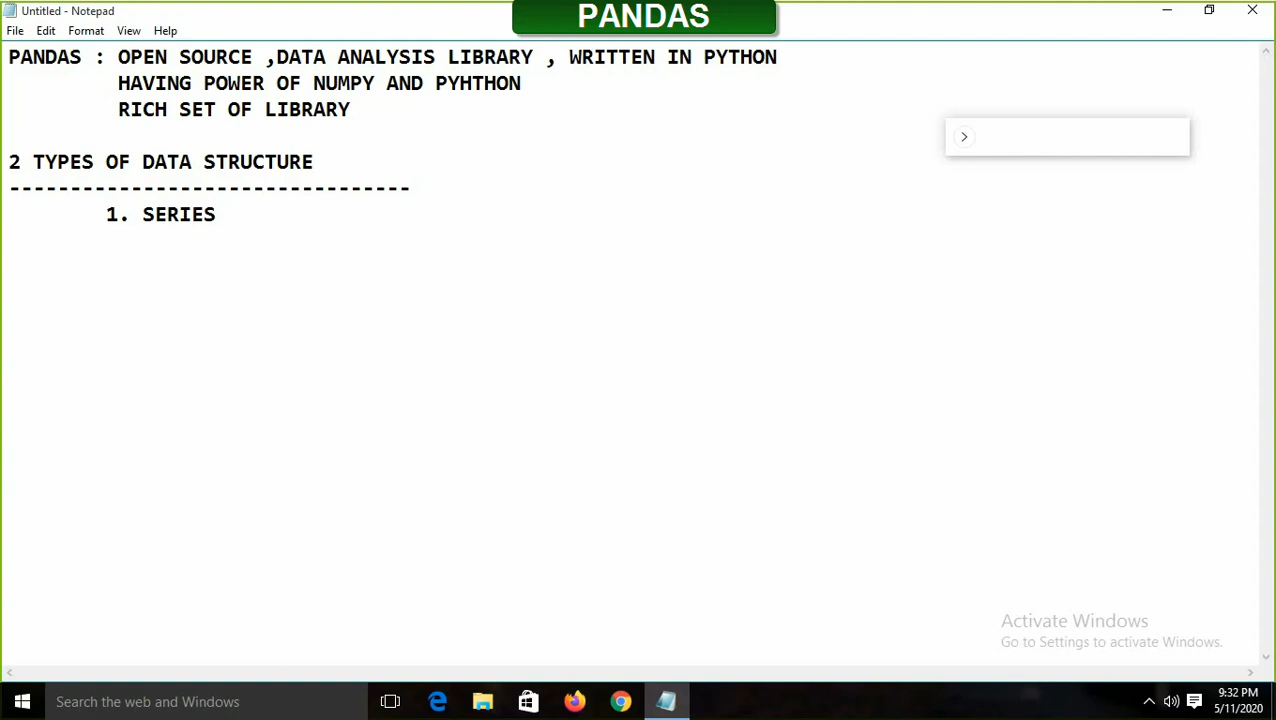 Untitled - Notepad
PANDAS
File Edit Format View Help
PANDAS : OPEN SOURCE ,DATA ANALYSIS LIBRARY , WRITTEN IN PYTHON
HAVING POWER OF NUMPY AND PYHTHON
RICH SET OF LIBRARY
2 TYPES OF DATA STRUCTURE
---------------------------------
1. SERIES
Activate Windows
Go to Settings to activate Windows.
Search the web and Windows
9:32 PM
5/11/2020